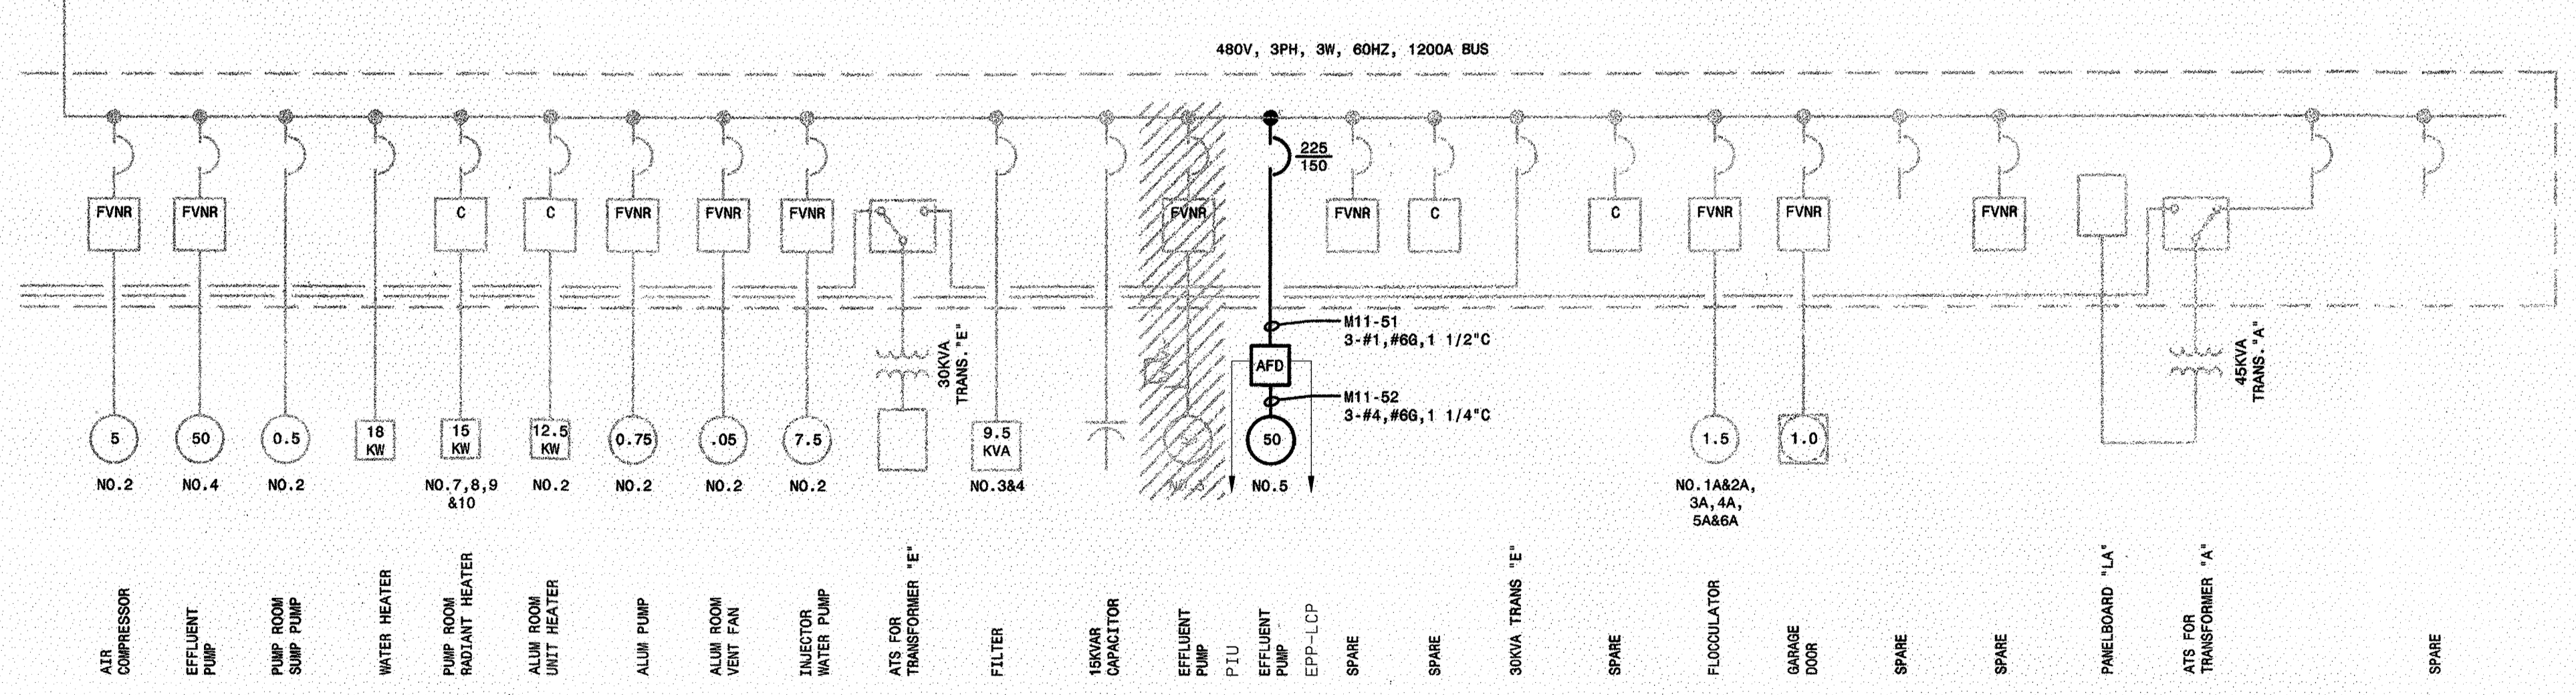 480V, 3PH, 3W, 60HZ, 1200A BUS
225
150
FVNR
FVNR
C
C
FVNR
FVNR
FVNR
FVNR
FVNR
C
C
FVNR
FVNR
FVNR
M11-51
3-#1,#6G,1 1/2"C
AFD
M11-52
3-#4,#6G,1 1/4"C
30KVA
TRANS."E"
45KVA
TRANS."A"
5
50
0.5
18
KW
15
KW
12.5
KW
0.75
.05
7.5
9.5
KVA
50
1.5
1.0
NO.2
NO.4
NO.2
NO.7,8,9
&10
NO.2
NO.2
NO.2
NO.2
NO.3&4
NO.5
NO.1A&2A,
3A,4A,
5A&6A
AIR
COMPRESSOR
EFFLUENT
PUMP
PUMP ROOM
SUMP PUMP
WATER HEATER
PUMP ROOM
RADIANT HEATER
ALUM ROOM
UNIT HEATER
ALUM PUMP
ALUM ROOM
VENT FAN
INJECTOR
WATER PUMP
ATS FOR
TRANSFORMER "E"
FILTER
15KVAR
CAPACITOR
EFFLUENT
PUMP
PIU
EFFLUENT
PUMP
EPP-LCP
SPARE
SPARE
30KVA TRANS "E"
SPARE
FLOCCULATOR
GARAGE
DOOR
SPARE
SPARE
PANELBOARD "LA"
ATS FOR
TRANSFORMER "A"
SPARE